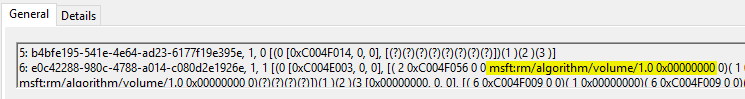 General Details
5: b4bfe195-541e-4e64-ad23-6177f19e395e, 1, 0 [(0 [0xC004F014, 0, 0], [(?)(?)(?)(?)(?)(?)(?)(?)])(1 )(2 )(3 )]
6: e0c42288-980c-4788-a014-c080d2e1926e, 1, 1 [(0 [0xC004E003, 0, 0], [( 2 0xC004F056 0 0 msft:rm/algorithm/volume/1.0 0x00000000 0)( 1 0
msft:rm/algorithm/volume/1.0 0x00000000 0)(?)(?)(?)(?)])(1 )(2 )(3 [0x00000000, 0, 0], [( 6 0xC004F009 0 0)( 1 0x00000000)( 6 0xC004F009 0 0)(